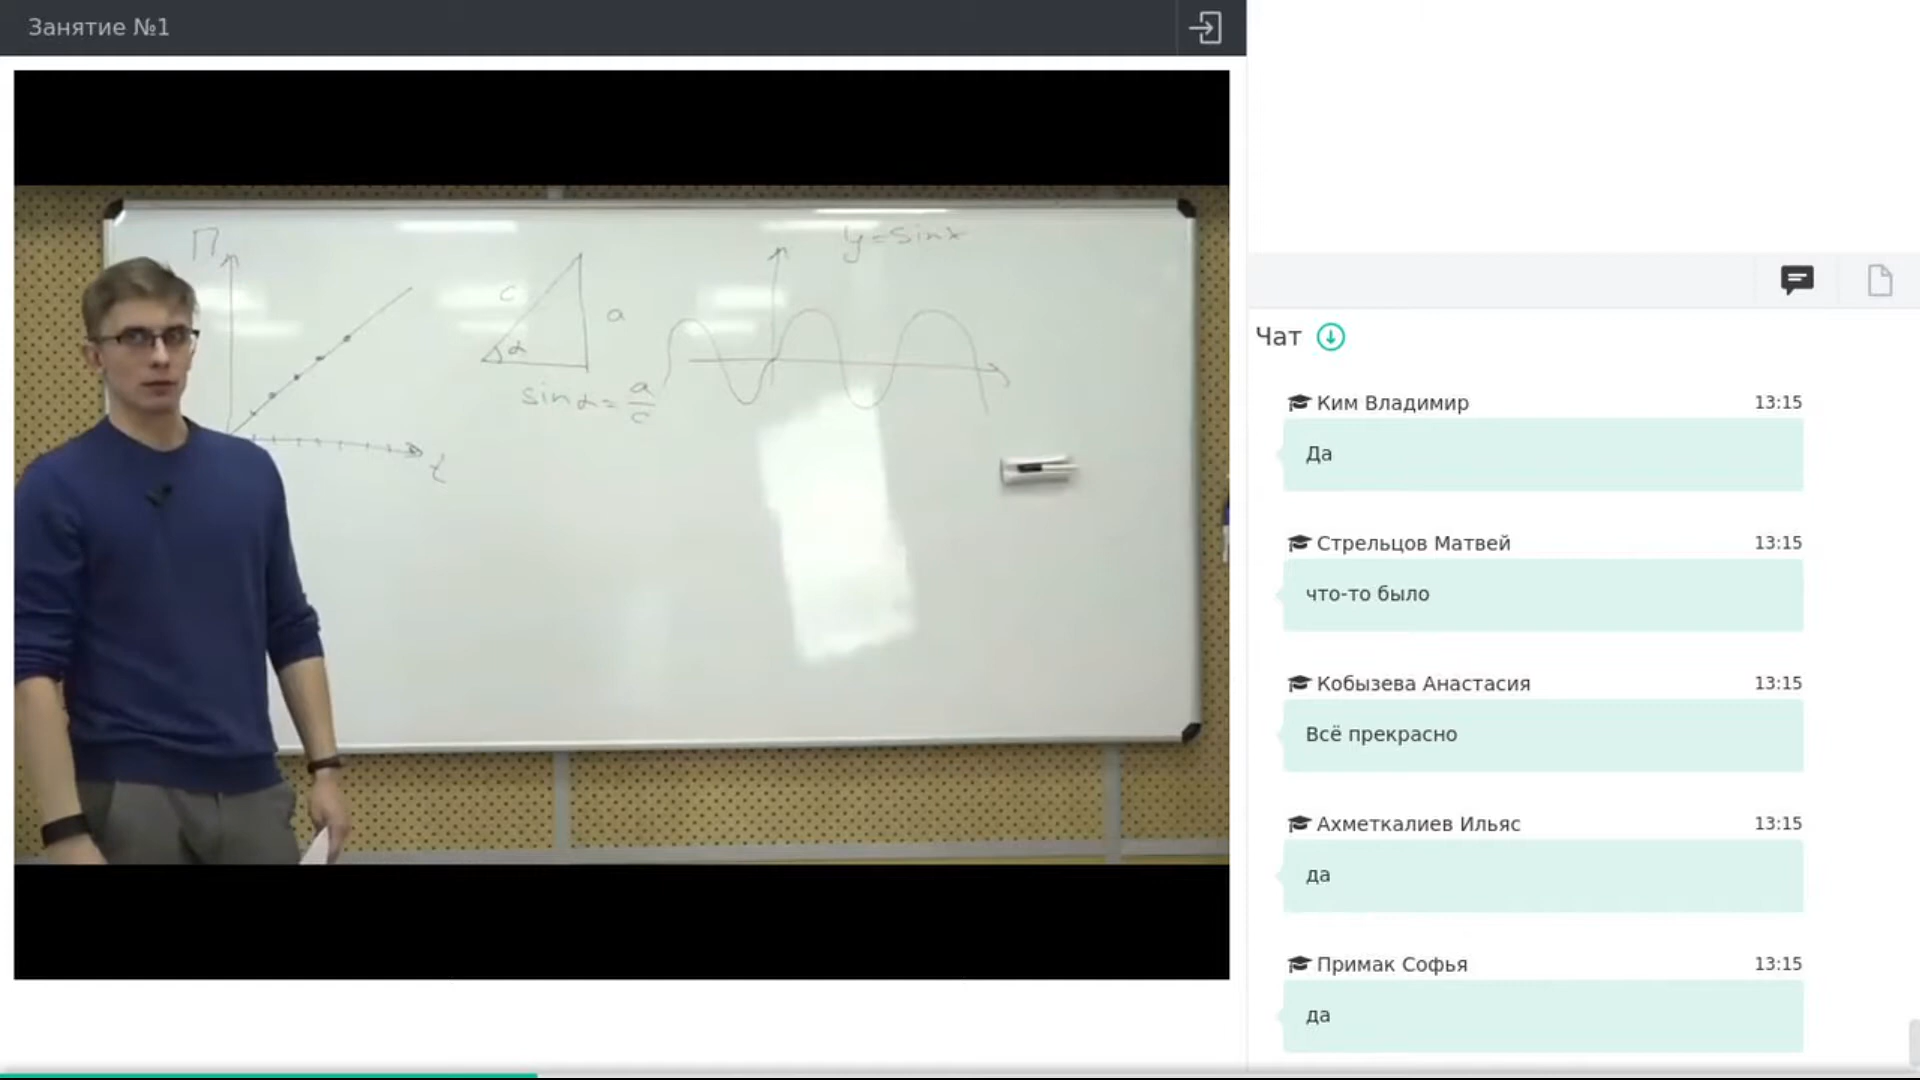 Занятие №1
П
t
c
a
α
sinα = a/c
y = sinx
Чат
Ким Владимир 13:15
Да
Стрельцов Матвей 13:15
что-то было
Кобызева Анастасия 13:15
Всё прекрасно
Ахметкалиев Ильяс 13:15
да
Примак Софья 13:15
да